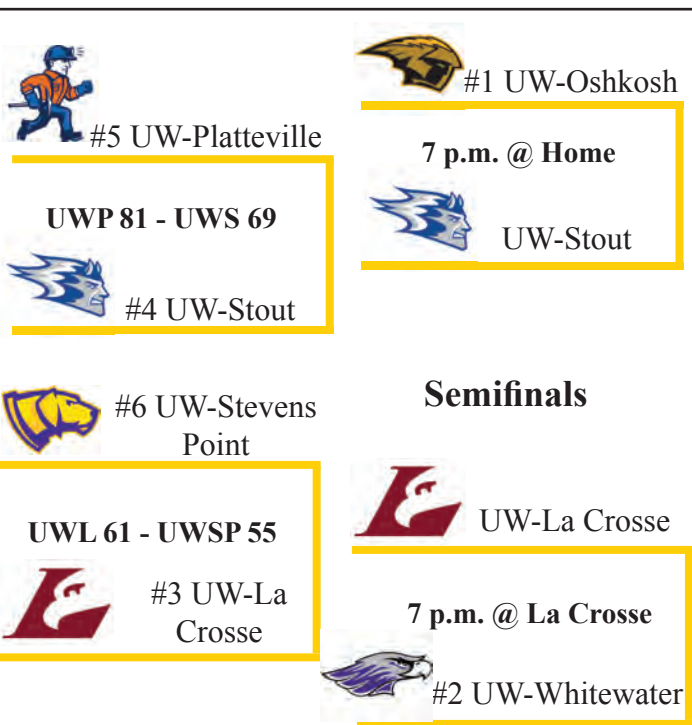 #5 UW-Platteville
UWP 81 - UWS 69
#4 UW-Stout
#6 UW-Stevens
Point
UWL 61 - UWSP 55
#3 UW-La
Crosse
#1 UW-Oshkosh
7 p.m. @ Home
UW-Stout
Semifinals
UW-La Crosse
7 p.m. @ La Crosse
#2 UW-Whitewater